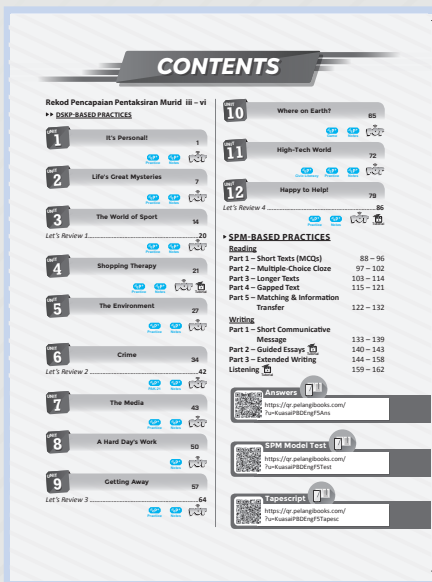 CONTENTS
Rekod Pencapaian Pentaksiran Murid iii – vi
DSKP-BASED PRACTICES
UNIT 1 It's Personal! 1
UNIT 2 Life's Great Mysteries 7
UNIT 3 The World of Sport 14
Let's Review 1 20
UNIT 4 Shopping Therapy 21
UNIT 5 The Environment 27
UNIT 6 Crime 34
Let's Review 2 42
UNIT 7 The Media 43
UNIT 8 A Hard Day's Work 50
UNIT 9 Getting Away 57
Let's Review 3 64
UNIT 10 Where on Earth? 65
UNIT 11 High-Tech World 72
UNIT 12 Happy to Help! 79
Let's Review 4 86
SPM-BASED PRACTICES
Reading
Part 1 – Short Texts (MCQs) 88 – 96
Part 2 – Multiple-Choice Cloze 97 – 102
Part 3 – Longer Texts 103 – 114
Part 4 – Gapped Text 115 – 121
Part 5 – Matching & Information
Transfer 122 – 132
Writing
Part 1 – Short Communicative
Message 133 – 139
Part 2 – Guided Essays 140 – 143
Part 3 – Extended Writing 144 – 158
Listening 159 – 162
Answers
https://qr.pelangibooks.com/
?u=KuasaiPBDEngF5Ans
SPM Model Test
https://qr.pelangibooks.com/
?u=KuasaiPBDEngF5Test
Tapescript
https://qr.pelangibooks.com/
?u=KuasaiPBDEngF5Tapesc